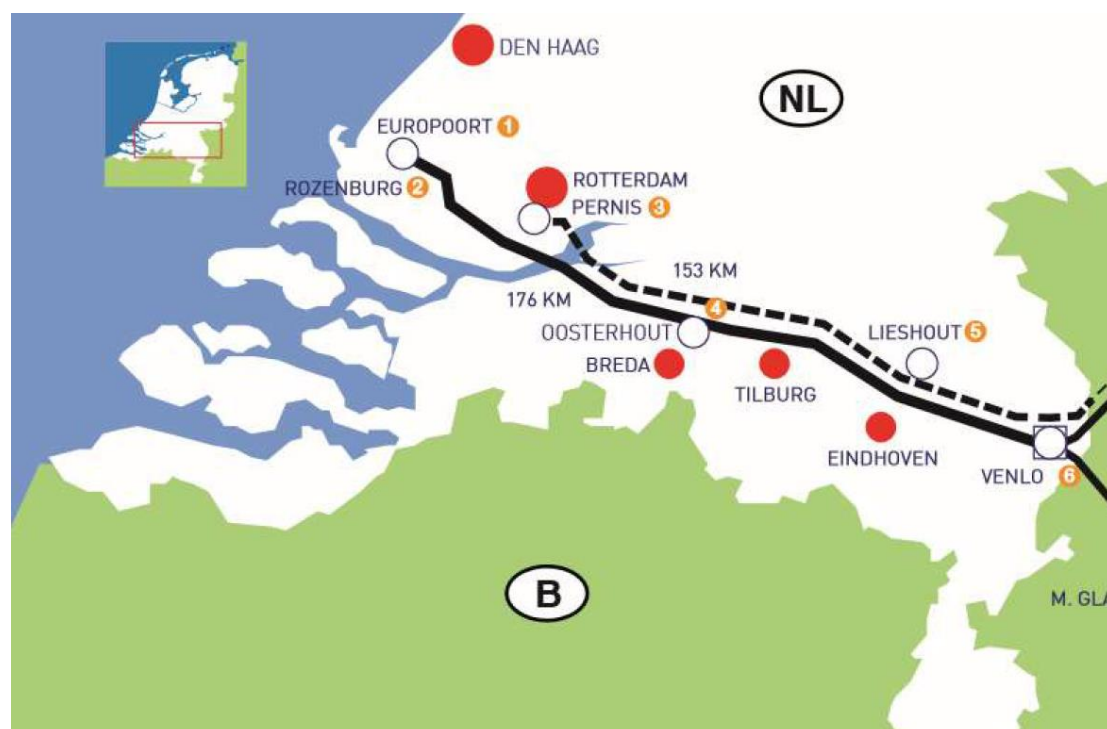 DEN HAAG
NL
EUROPOORT 1
ROZENBURG 2
ROTTERDAM
PERNIS 3
153 KM
176 KM
4
OOSTERHOUT
LIESHOUT 5
BREDA
TILBURG
EINDHOVEN
VENLO 6
B
M. GLA